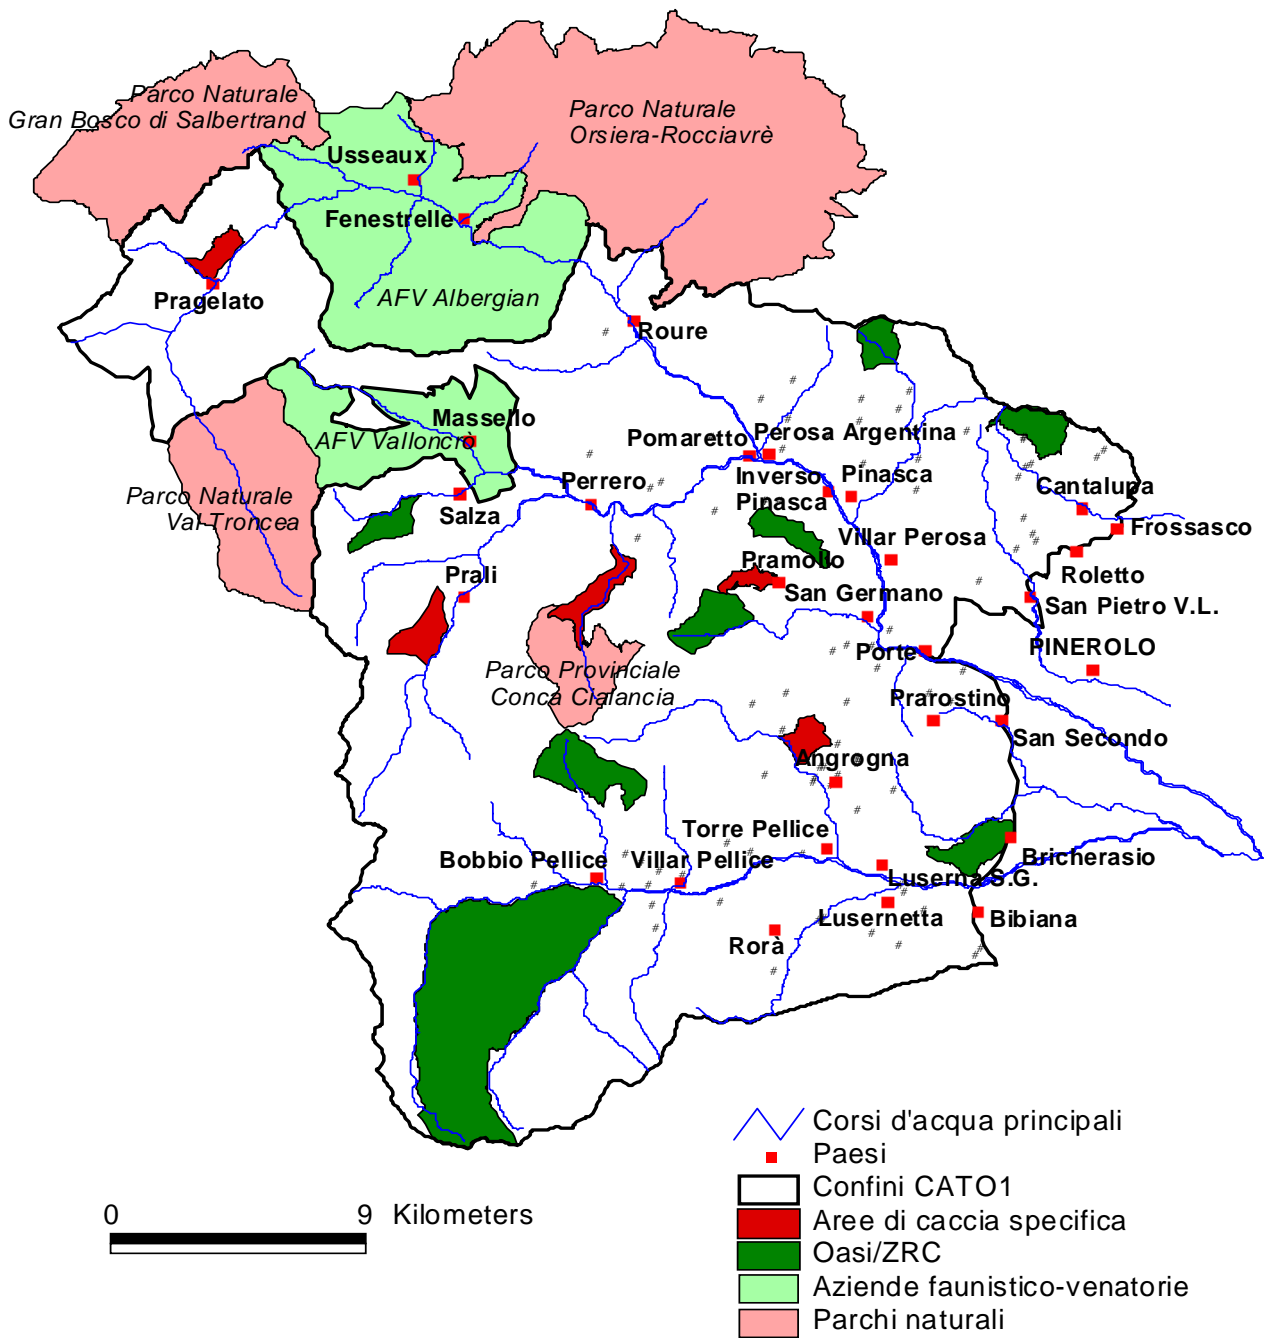 Parco Naturale
Gran Bosco di Salbertrand
Parco Naturale
Orsiera-Rocciavrè
Usseaux
Fenestrelle
AFV Albergian
Pragelato
Roure
Massello
AFV Valloncrò
Pomaretto
Perosa Argentina
Inverso
Pinasca
Pinasca
Perrero
Cantalupa
Parco Naturale
Val Troncea
Salza
Frossasco
Villar Perosa
Pramollo
Roletto
Prali
San Germano
San Pietro V.L.
Porte
PINEROLO
Parco Provinciale
Conca Cialancia
Prarostino
San Secondo
Angrogna
Torre Pellice
Bobbio Pellice
Villar Pellice
Bricherasio
Luserna S.G.
Lusernetta
Bibiana
Rorà
Corsi d'acqua principali
Paesi
Confini CATO1
Aree di caccia specifica
Oasi/ZRC
Aziende faunistico-venatorie
Parchi naturali
0 9 Kilometers